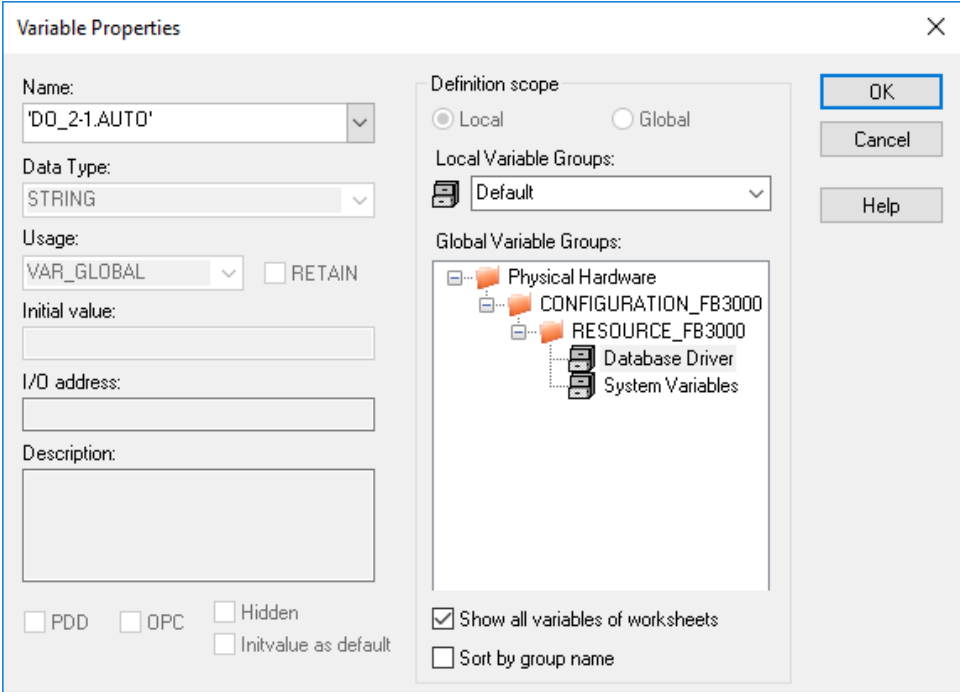 Variable Properties
Name:
'DO_2-1.AUTO'
Data Type:
STRING
Usage:
VAR_GLOBAL
RETAIN
Initial value:
I/O address:
Description:
PDD
OPC
Hidden
Initvalue as default
Definition scope
Local
Global
Local Variable Groups:
Default
Global Variable Groups:
Physical Hardware
CONFIGURATION_FB3000
RESOURCE_FB3000
Database Driver
System Variables
Show all variables of worksheets
Sort by group name
OK
Cancel
Help